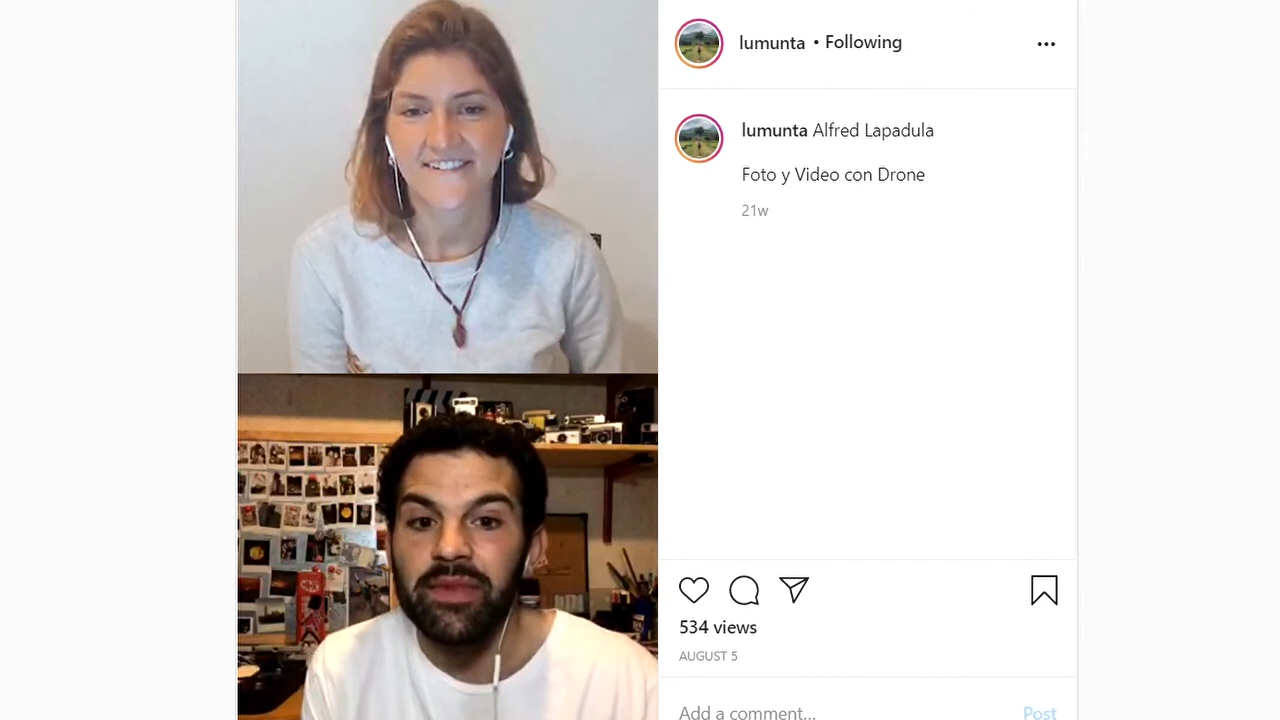 lumunta • Following
lumunta Alfred Lapadula
Foto y Video con Drone
21w
534 views
AUGUST 5
Add a comment...
Post